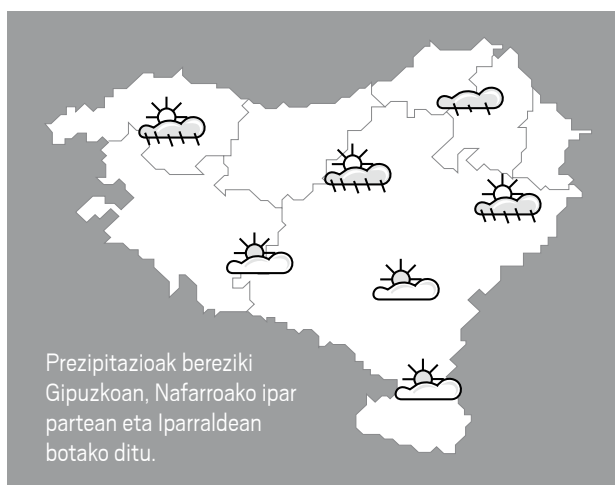 Prezipitazioak bereziki
Gipuzkoan, Nafarroako ipar
partean eta Iparraldean
botako ditu.